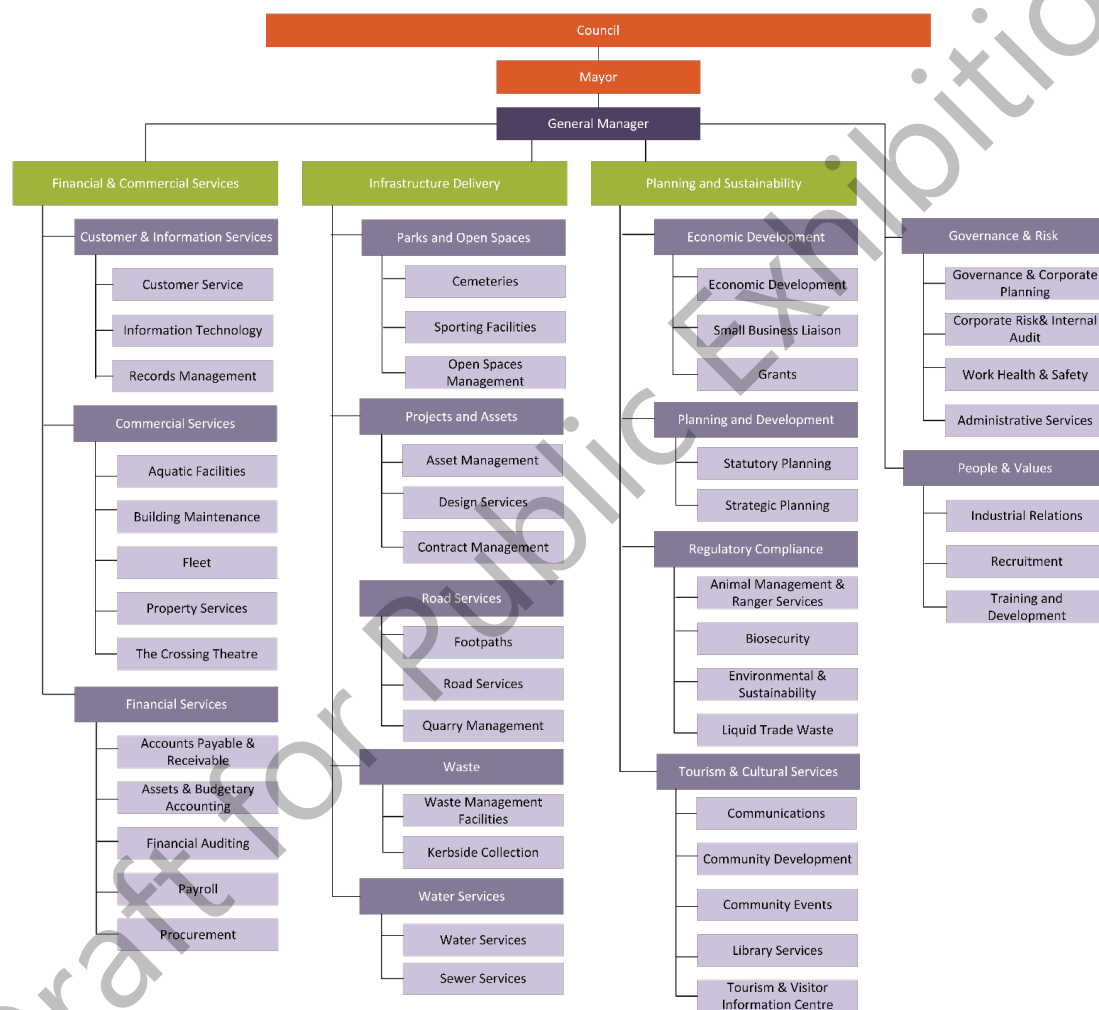 Council
Mayor
General Manager
Financial & Commercial Services
Customer & Information Services
Customer Service
Information Technology
Records Management
Commercial Services
Aquatic Facilities
Building Maintenance
Fleet
Property Services
The Crossing Theatre
Financial Services
Accounts Payable &
Receivable
Assets & Budgetary
Accounting
Financial Auditing
Payroll
Procurement
Infrastructure Delivery
Parks and Open Spaces
Cemeteries
Sporting Facilities
Open Spaces
Management
Projects and Assets
Asset Management
Design Services
Contract Management
Road Services
Footpaths
Road Services
Quarry Management
Waste
Waste Management
Facilities
Kerbside Collection
Water Services
Water Services
Sewer Services
Planning and Sustainability
Economic Development
Economic Development
Small Business Liaison
Grants
Planning and Development
Statutory Planning
Strategic Planning
Regulatory Compliance
Animal Management &
Ranger Services
Biosecurity
Environmental &
Sustainability
Liquid Trade Waste
Tourism & Cultural Services
Communications
Community Development
Community Events
Library Services
Tourism & Visitor
Information Centre
Governance & Risk
Governance & Corporate
Planning
Corporate Risk& Internal
Audit
Work Health & Safety
Administrative Services
People & Values
Industrial Relations
Recruitment
Training and
Development
Draft for Public Exhibitio